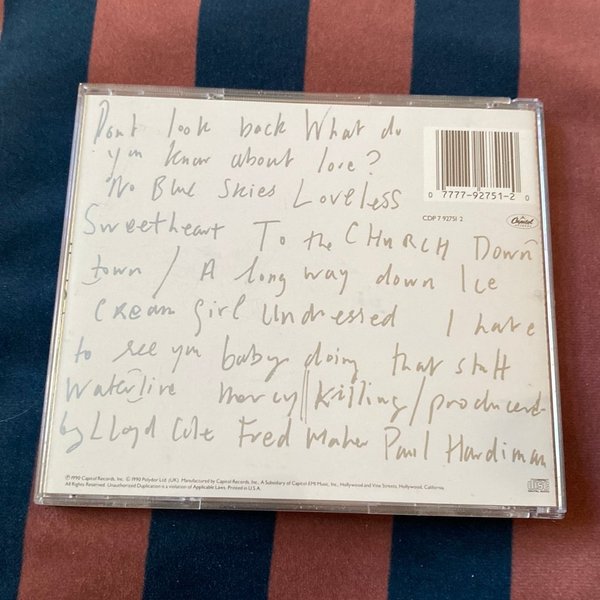 Dont look back What do
you know about love?
No Blue Skies Loveless
Sweetheart To the CHURCH Down
town / A long way down Ice
cream Girl Undressed I hate
to see you baby doing that stuff
Waterline Mercy Killing / produced
by Lloyd Cole Fred Maher Paul Hardiman
0 7777-92751-2 0
CDP 7 92751 2
Capitol
℗ 1990 Capitol Records, Inc. © 1990 Polydor Ltd. (UK). Manufactured by Capitol Records, Inc., A Subsidiary of Capitol-EMI Music, Inc., Hollywood and Vine Streets, Hollywood, California.
All Rights Reserved. Unauthorized Duplication is a violation of Applicable Laws. Printed in U.S.A.